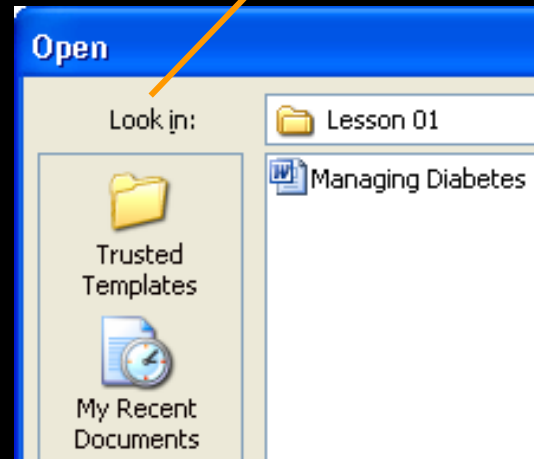 Open
Look in:
Lesson 01
Managing Diabetes
Trusted
Templates
My Recent
Documents